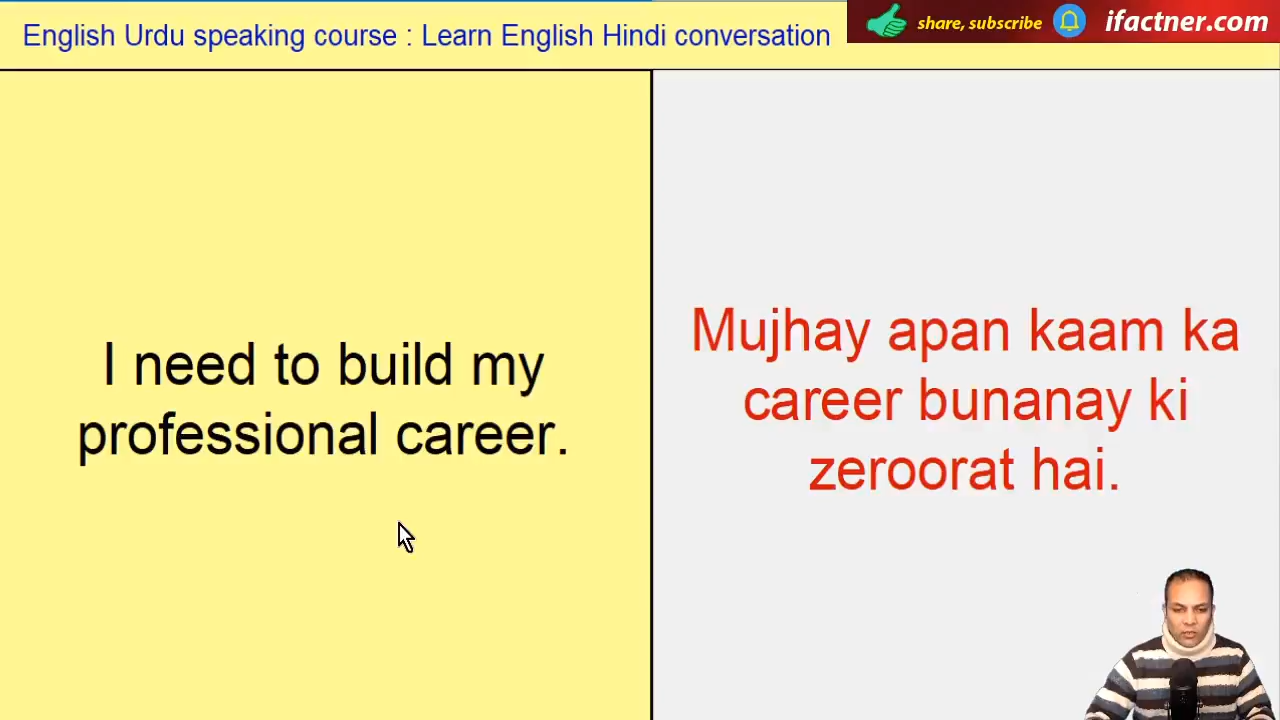 English Urdu speaking course : Learn English Hindi conversation
share, subscribe
ifactner.com
I need to build my
professional career.
Mujhay apan kaam ka
career bunanay ki
zeroorat hai.